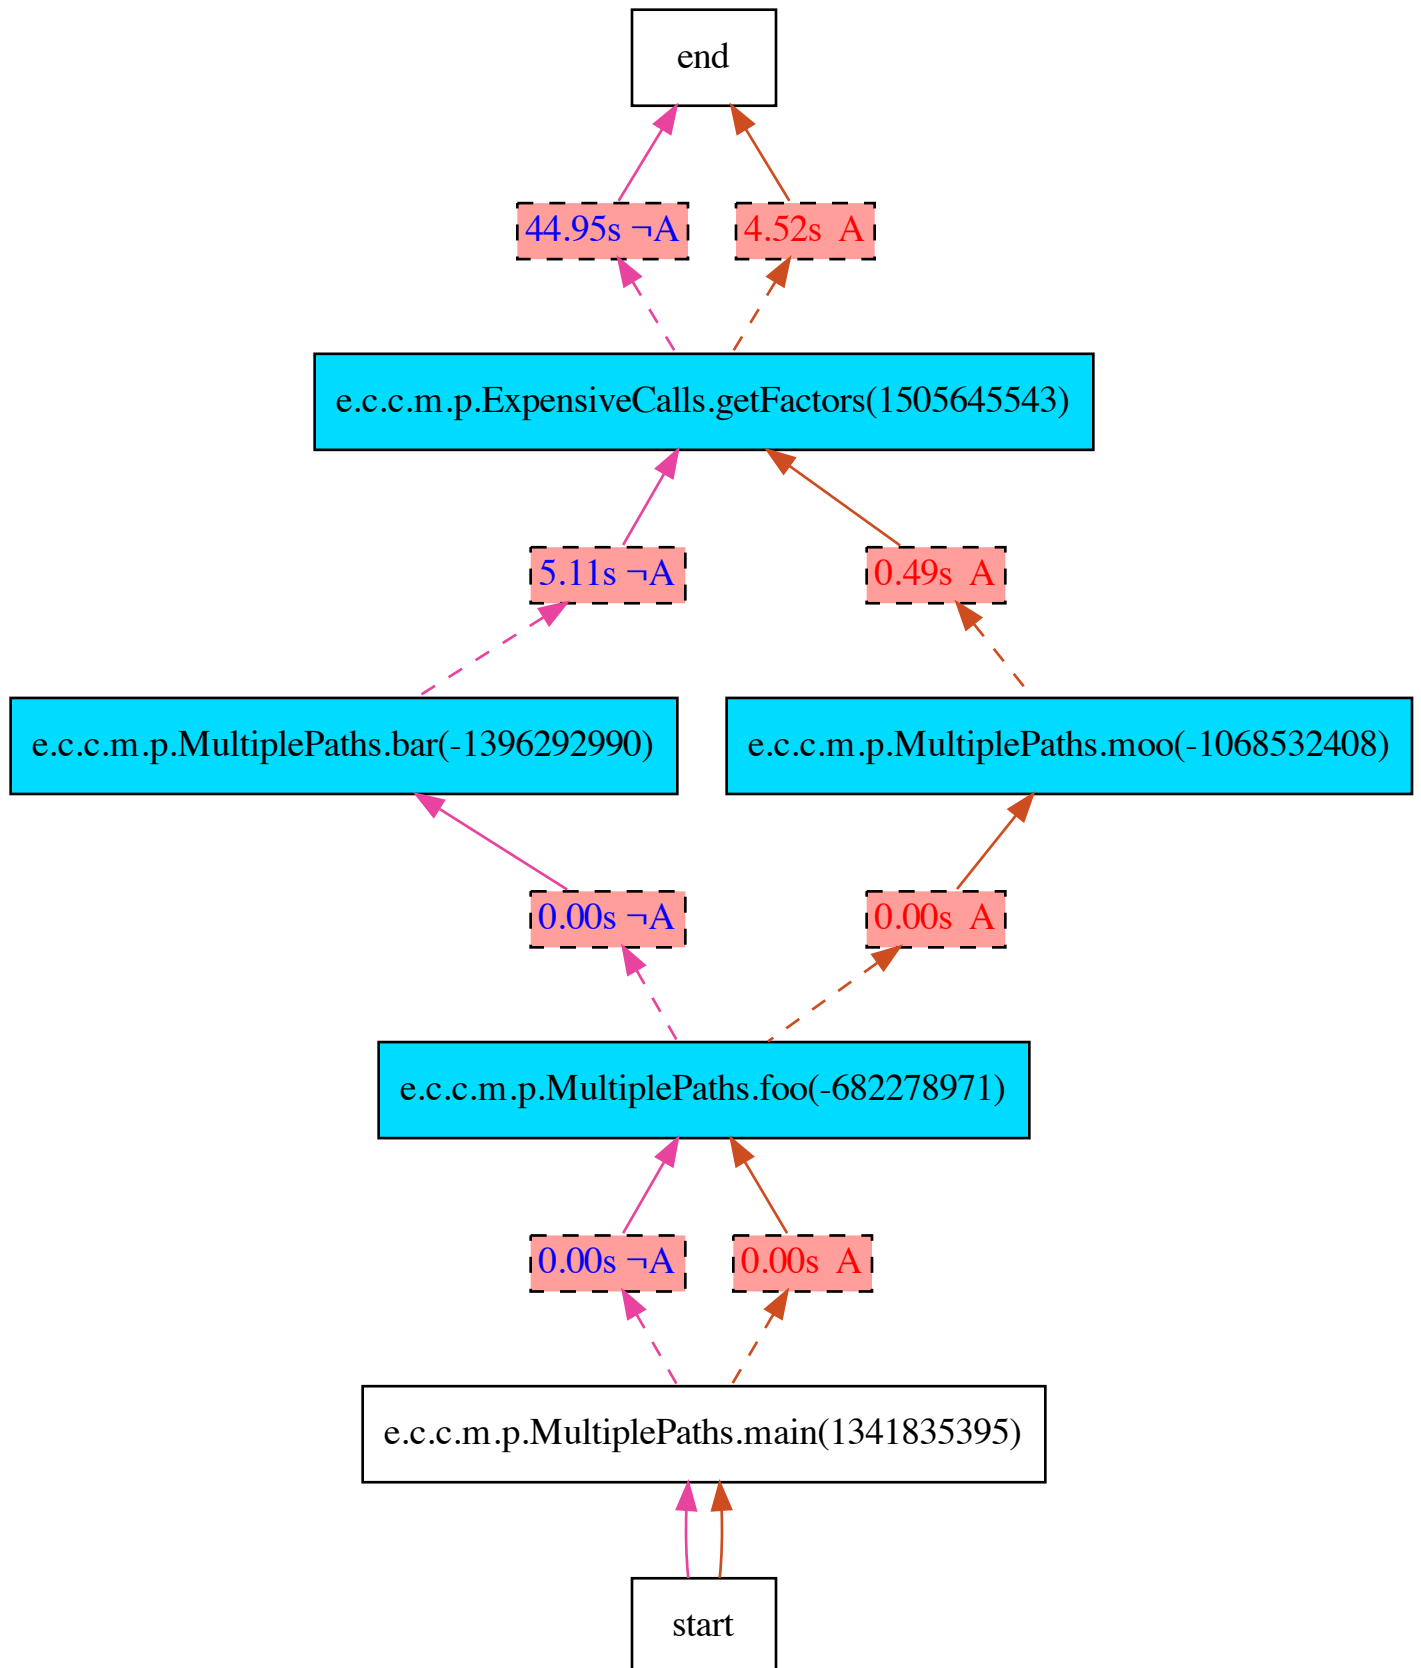 end
44.95s ¬A
4.52s  A
e.c.c.m.p.ExpensiveCalls.getFactors(1505645543)
5.11s ¬A
0.49s  A
e.c.c.m.p.MultiplePaths.bar(-1396292990)
e.c.c.m.p.MultiplePaths.moo(-1068532408)
0.00s ¬A
0.00s  A
e.c.c.m.p.MultiplePaths.foo(-682278971)
0.00s ¬A
0.00s  A
e.c.c.m.p.MultiplePaths.main(1341835395)
start